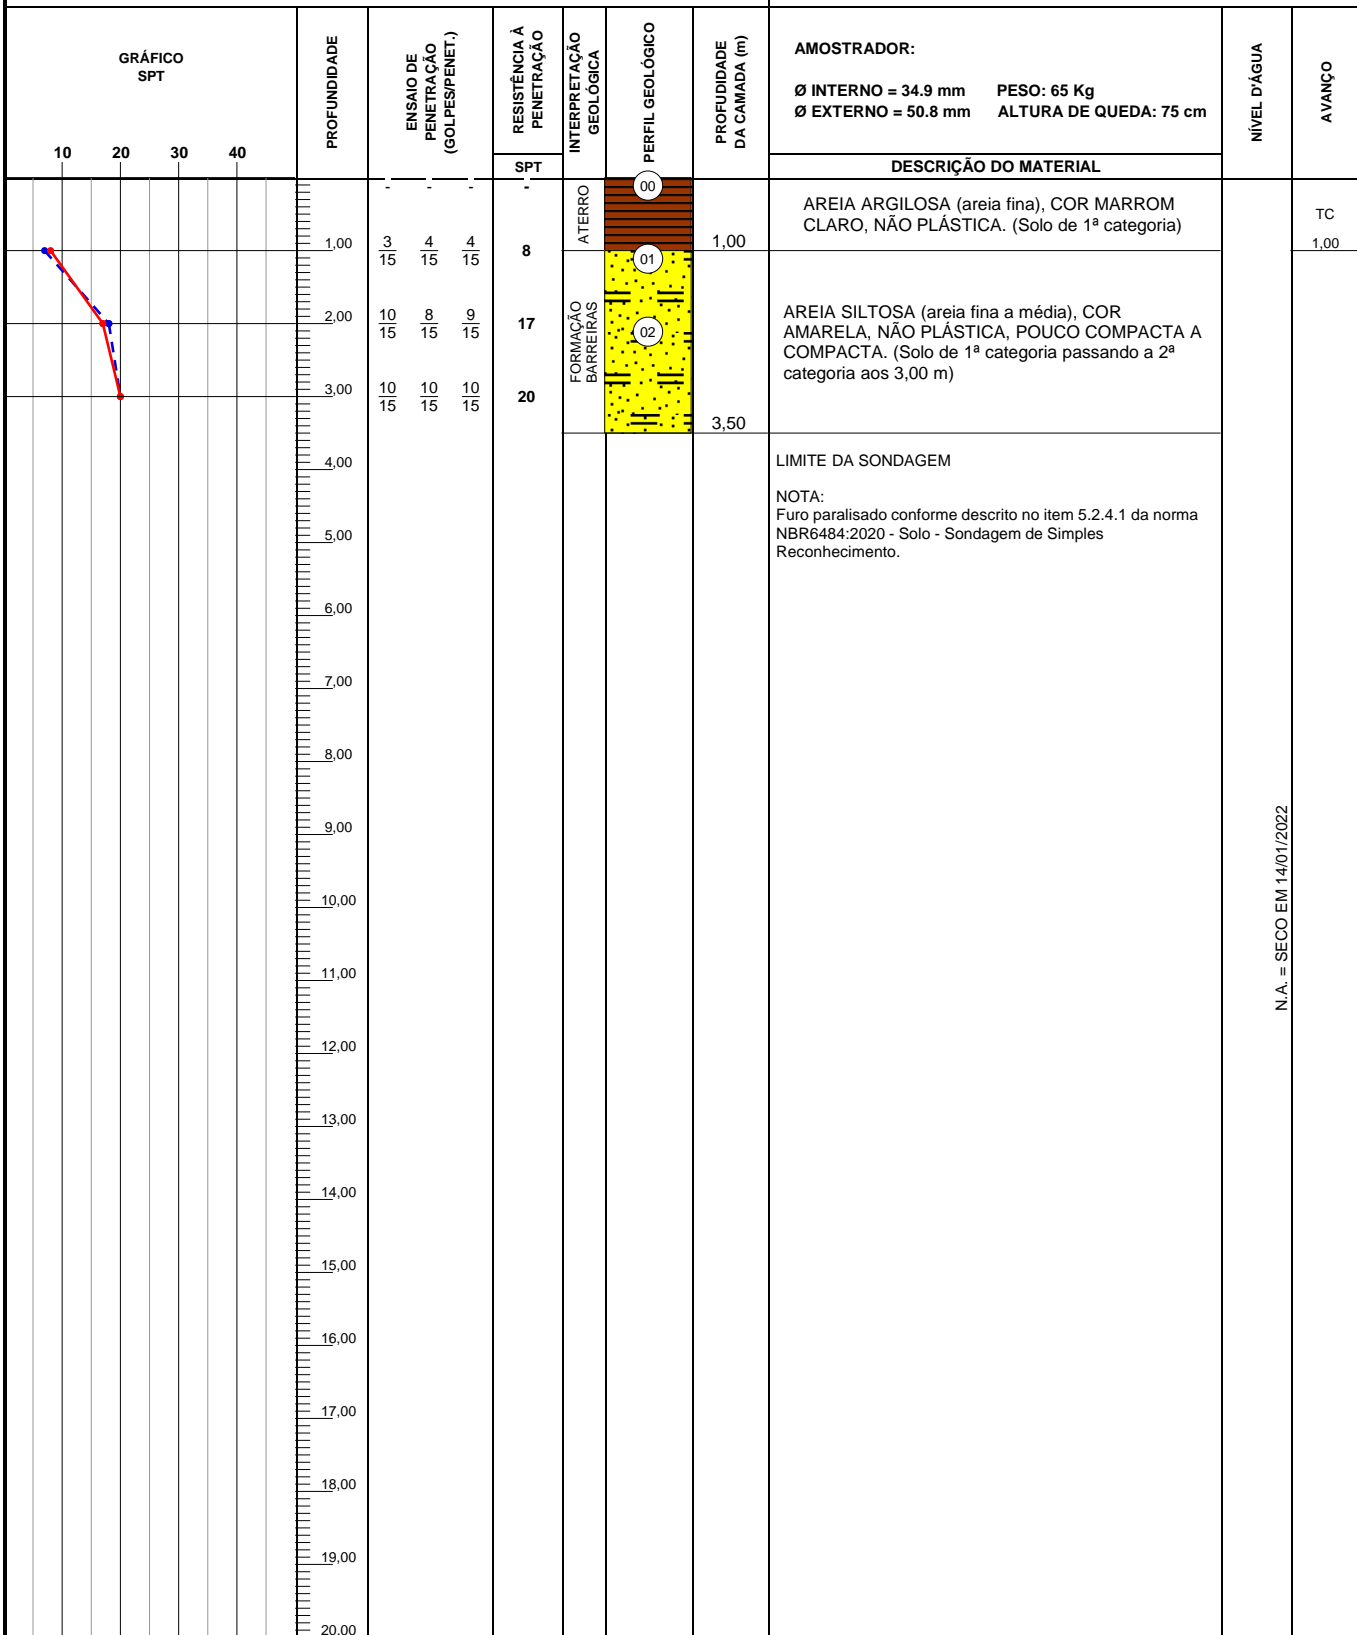 GRÁFICO
SPT
10 20 30 40
PROFUNDIDADE
ENSAIO DE
PENETRAÇÃO
(GOLPES/PENET.)
RESISTÊNCIA À
PENETRAÇÃO
SPT
INTERPRETAÇÃO
GEOLÓGICA
PERFIL GEOLÓGICO
PROFUDIDADE
DA CAMADA (m)
AMOSTRADOR:
Ø INTERNO = 34.9 mm PESO: 65 Kg
Ø EXTERNO = 50.8 mm ALTURA DE QUEDA: 75 cm
DESCRIÇÃO DO MATERIAL
NÍVEL D'ÁGUA
AVANÇO
- - - -
00
ATERRO
AREIA ARGILOSA (areia fina), COR MARROM
CLARO, NÃO PLÁSTICA. (Solo de 1ª categoria)
TC
1,00
1,00 3/15 4/15 4/15 8
1,00
01
2,00 10/15 8/15 9/15 17
FORMAÇÃO
BARREIRAS
02
AREIA SILTOSA (areia fina a média), COR
AMARELA, NÃO PLÁSTICA, POUCO COMPACTA A
COMPACTA. (Solo de 1ª categoria passando a 2ª
categoria aos 3,00 m)
3,00 10/15 10/15 10/15 20
3,50
4,00
LIMITE DA SONDAGEM
NOTA:
Furo paralisado conforme descrito no item 5.2.4.1 da norma
NBR6484:2020 - Solo - Sondagem de Simples
Reconhecimento.
5,00
6,00
7,00
8,00
9,00
10,00
N.A. = SECO EM 14/01/2022
11,00
12,00
13,00
14,00
15,00
16,00
17,00
18,00
19,00
20,00